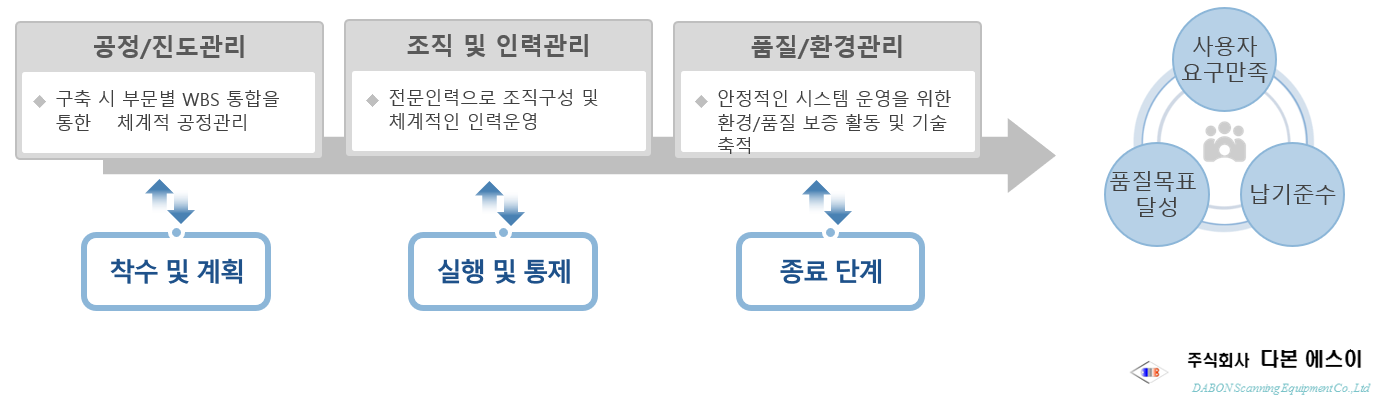 공정/진도관리
구축 시 부문별 WBS 통합을
통한 체계적 공정관리
조직 및 인력관리
전문인력으로 조직구성 및
체계적인 인력운영
품질/환경관리
안정적인 시스템 운영을 위한
환경/품질 보증 활동 및 기술
축적
착수 및 계획
실행 및 통제
종료 단계
사용자
요구만족
품질목표
달성
납기준수
주식회사 다본 에스이
DABON Scanning Equipment Co.,Ltd